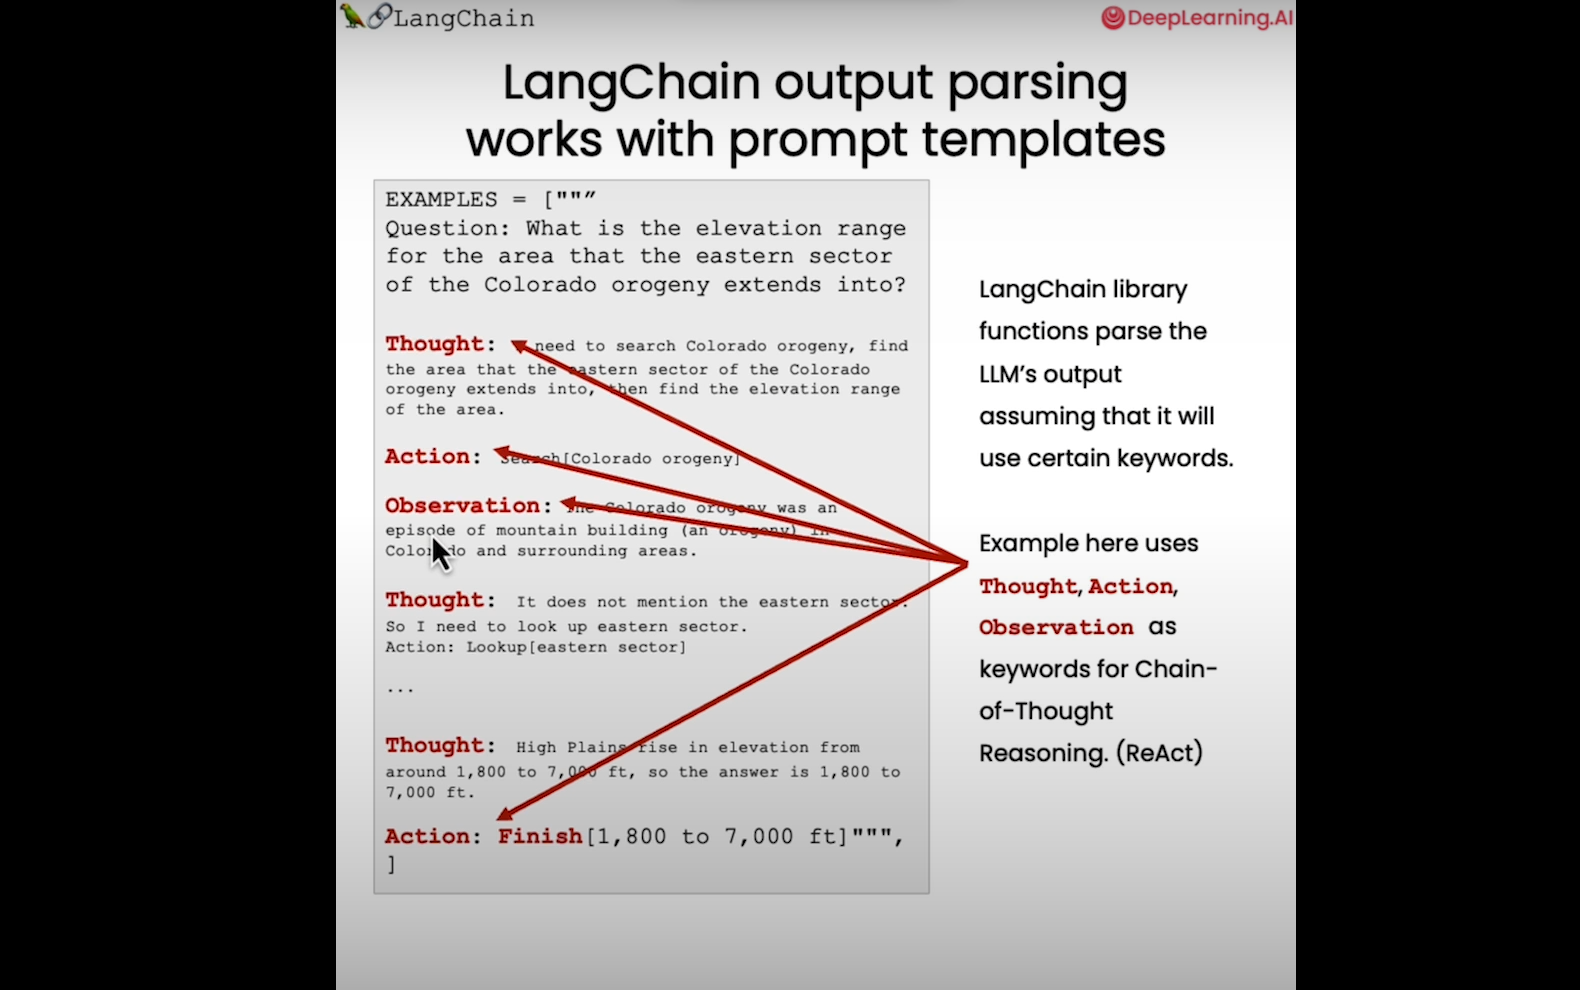 LangChain
DeepLearning.AI
LangChain output parsing
works with prompt templates
EXAMPLES = ["""
Question: What is the elevation range
for the area that the eastern sector
of the Colorado orogeny extends into?
Thought: need to search Colorado orogeny, find
the area that the eastern sector of the Colorado
orogeny extends into, then find the elevation range
of the area.
Action: Search[Colorado orogeny]
Observation: The Colorado orogeny was an
episode of mountain building (an orogeny) in
Colorado and surrounding areas.
Thought: It does not mention the eastern sector.
So I need to look up eastern sector.
Action: Lookup[eastern sector]
...
Thought: High Plains rise in elevation from
around 1,800 to 7,000 ft, so the answer is 1,800 to
7,000 ft.
Action: Finish[1,800 to 7,000 ft]""",
]
LangChain library
functions parse the
LLM's output
assuming that it will
use certain keywords.
Example here uses
Thought, Action,
Observation as
keywords for Chain-
of-Thought
Reasoning. (ReAct)